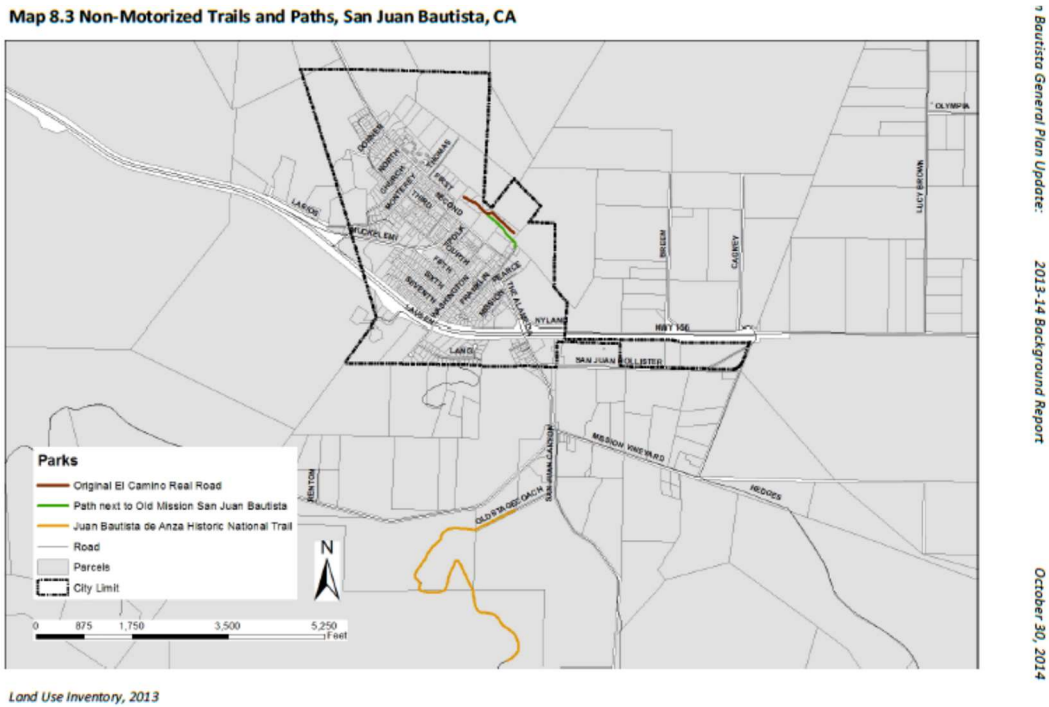 Map 8.3 Non-Motorized Trails and Paths, San Juan Bautista, CA
Bautista General Plan Update: 2013-14 Background Report October 30, 2014
OLYMPIA
LUCY BROWN
DONNER
NORTH
THOMAS
CHURCH
MONTEREY
FIRST
THIRD
SECOND
LARIOS
MUCKELEMI
POLK
FOURTH
BREEN
CAGNEY
FIFTH
SIXTH
SEVENTH
WASHINGTON
FRANKLIN
PEARCE
MISSION
THE ALAMEDA
NYLAND
HWY 156
LANG
SAN JUAN HOLLISTER
MISSION VINEYARD
SAN JUAN CANYON
HEDGES
OLD STAGECOACH
Parks
Original El Camino Real Road
Path next to Old Mission San Juan Bautista
Juan Bautista de Anza Historic National Trail
Road
Parcels
City Limit
N
0 875 1,750 3,500 5,250
Feet
Land Use Inventory, 2013